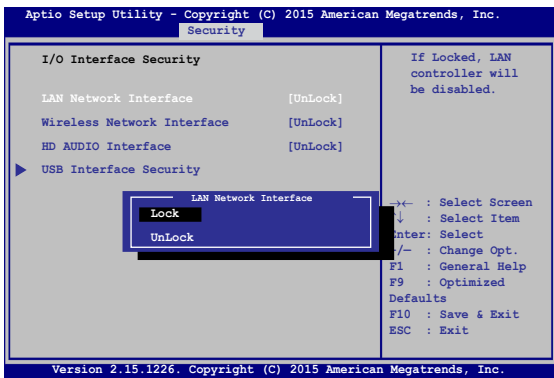 Aptio Setup Utility - Copyright (C) 2015 American Megatrends, Inc.
Security
I/O Interface Security
LAN Network Interface [UnLock]
Wireless Network Interface [UnLock]
HD AUDIO Interface [UnLock]
USB Interface Security
LAN Network Interface
Lock
UnLock
If Locked, LAN
controller will
be disabled.
→← : Select Screen
↑↓ : Select Item
Enter: Select
+/— : Change Opt.
F1 : General Help
F9 : Optimized
Defaults
F10 : Save & Exit
ESC : Exit
Version 2.15.1226. Copyright (C) 2015 American Megatrends, Inc.